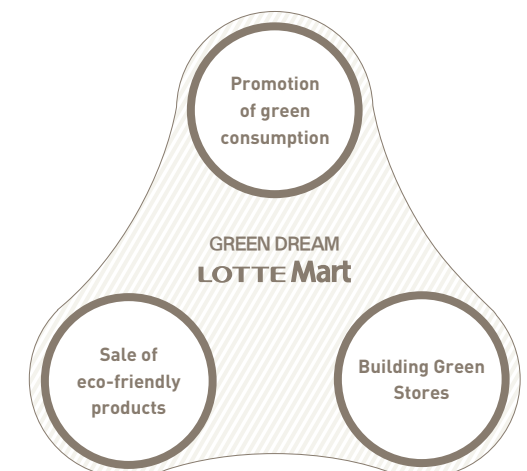 Promotion
of green
consumption
GREEN DREAM
LOTTE Mart
Sale of
eco-friendly
products
Building Green
Stores